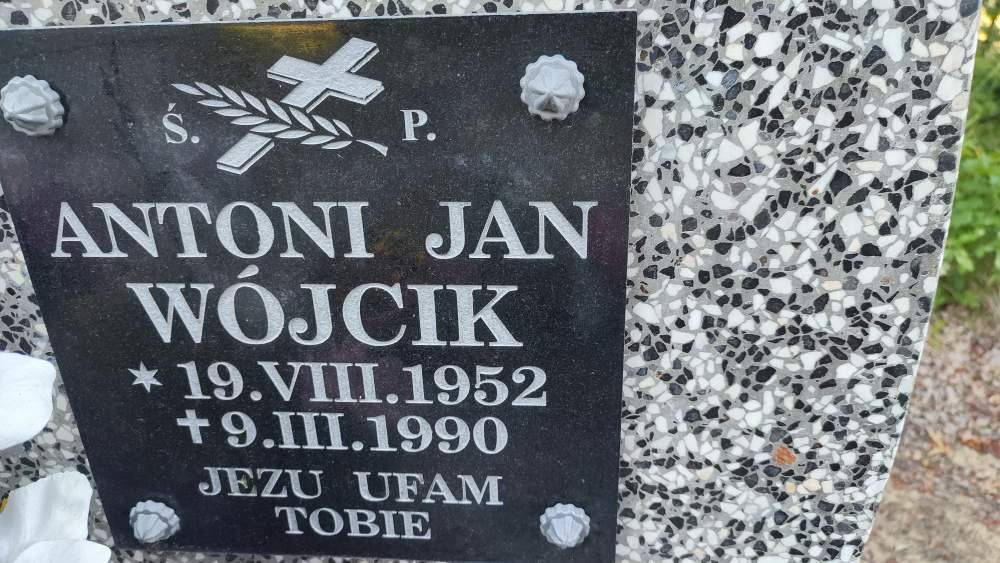 Ś. P.
ANTONI JAN
WÓJCIK
* 19.VIII.1952
✝ 9.III.1990
JEZU UFAM
TOBIE